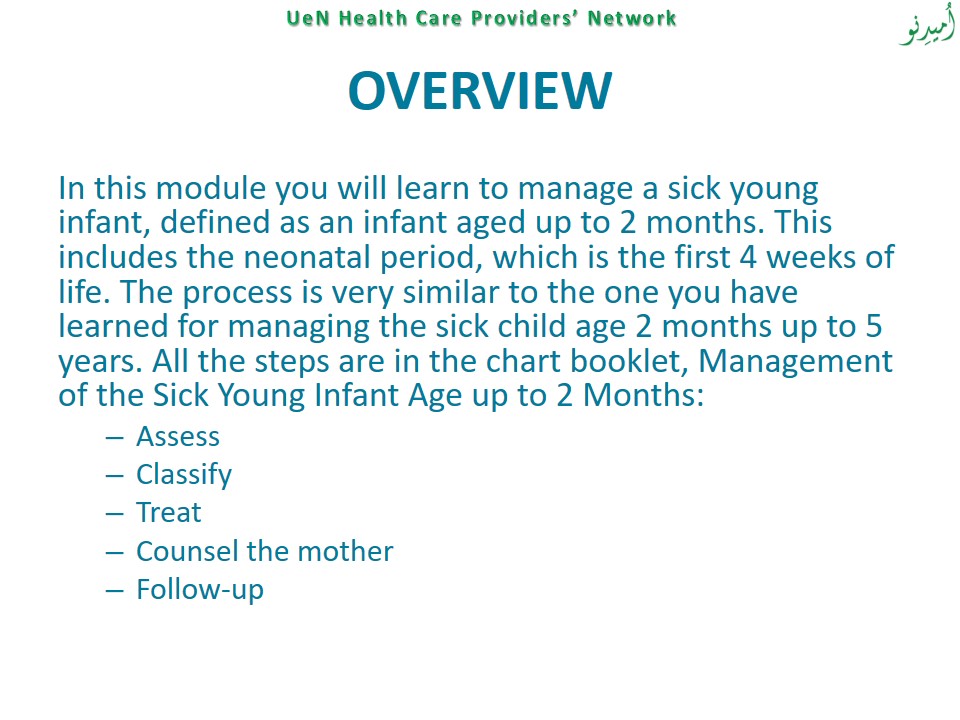 UeN Health Care Providers’ Network
اُميدِنو
OVERVIEW
In this module you will learn to manage a sick young
infant, defined as an infant aged up to 2 months. This
includes the neonatal period, which is the first 4 weeks of
life. The process is very similar to the one you have
learned for managing the sick child age 2 months up to 5
years. All the steps are in the chart booklet, Management
of the Sick Young Infant Age up to 2 Months:
– Assess
– Classify
– Treat
– Counsel the mother
– Follow-up